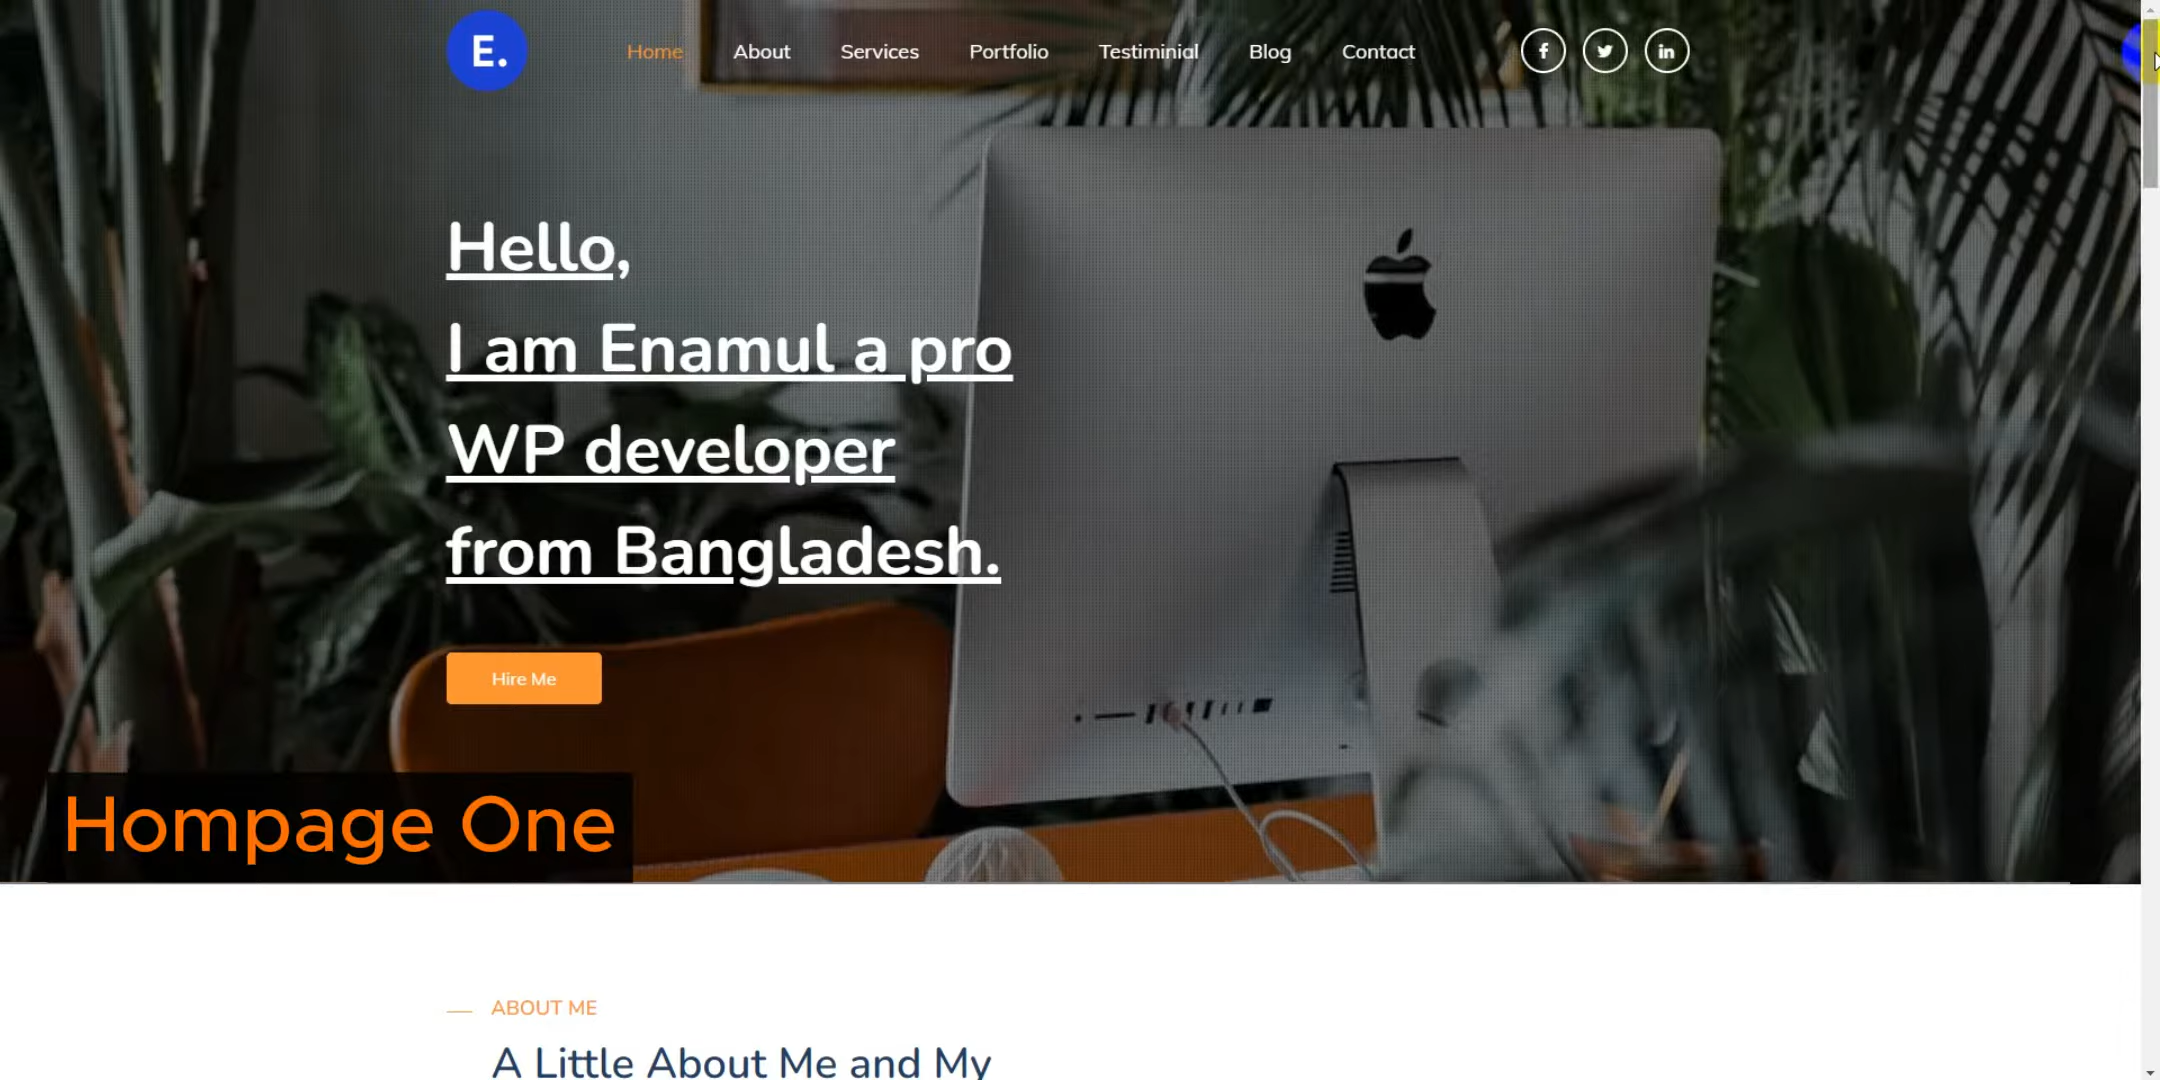 E.
Home About Services Portfolio Testiminial Blog Contact
Hello,
I am Enamul a pro
WP developer
from Bangladesh.
Hire Me
Hompage One
ABOUT ME
A Little About Me and My